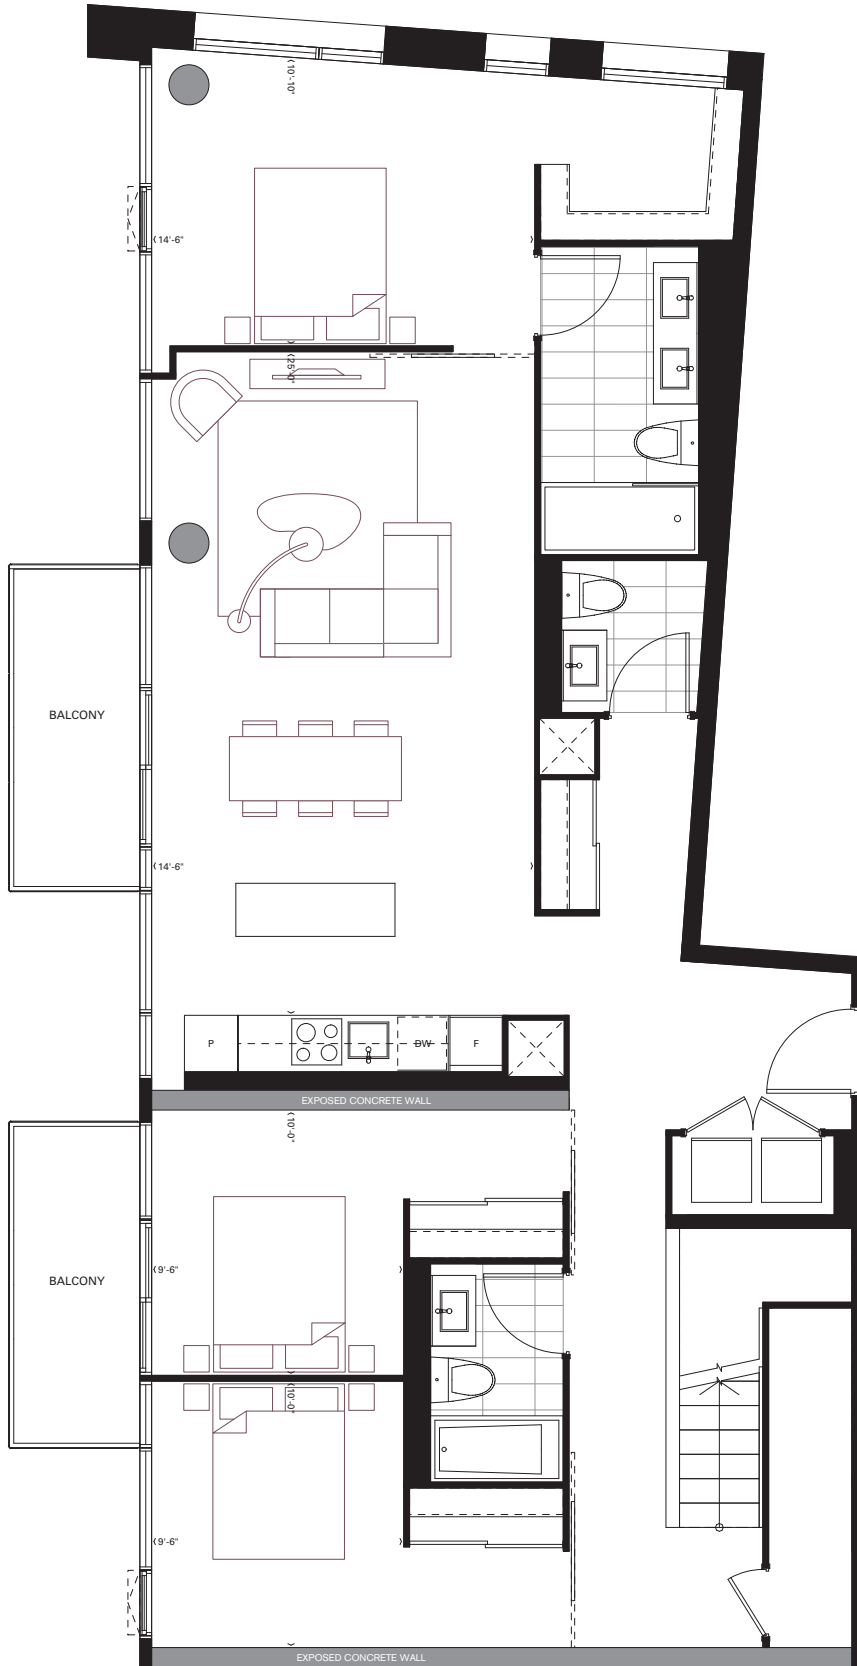 10'-10"
14'-6"
25'-0"
BALCONY
14'-6"
P
DW
F
EXPOSED CONCRETE WALL
10'-0"
9'-6"
BALCONY
10'-0"
9'-6"
EXPOSED CONCRETE WALL